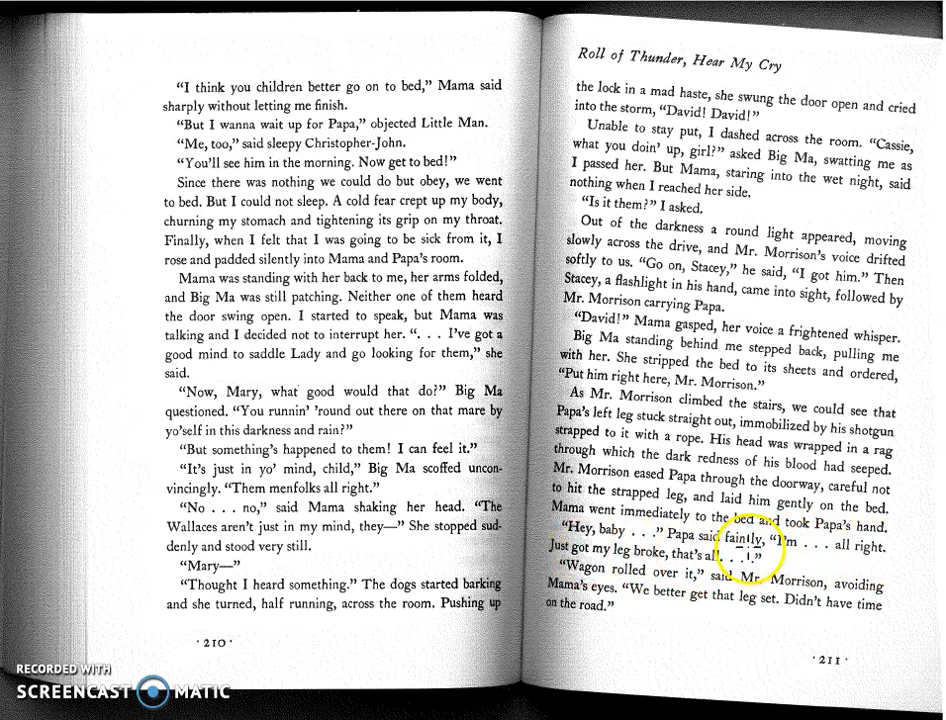 "I think you children better go on to bed," Mama said
sharply without letting me finish.
"But I wanna wait up for Papa," objected Little Man.
"Me, too," said sleepy Christopher-John.
"You'll see him in the morning. Now get to bed!"
Since there was nothing we could do but obey, we went
to bed. But I could not sleep. A cold fear crept up my body,
churning my stomach and tightening its grip on my throat.
Finally, when I felt that I was going to be sick from it, I
rose and padded silently into Mama and Papa's room.
Mama was standing with her back to me, her arms folded,
and Big Ma was still patching. Neither one of them heard
the door swing open. I started to speak, but Mama was
talking and I decided not to interrupt her. ". . . I've got a
good mind to saddle Lady and go looking for them," she
said.
"Now, Mary, what good would that do?" Big Ma
questioned. "You runnin' 'round out there on that mare by
yo'self in this darkness and rain?"
"But something's happened to them! I can feel it."
"It's just in yo' mind, child," Big Ma scoffed uncon-
vincingly. "Them menfolks all right."
"No . . . no," said Mama shaking her head. "The
Wallaces aren't just in my mind, they—" She stopped sud-
denly and stood very still.
"Mary—"
"Thought I heard something." The dogs started barking
and she turned, half running, across the room. Pushing up
· 210 ·
Roll of Thunder, Hear My Cry
the lock in a mad haste, she swung the door open and cried
into the storm, "David! David!"
Unable to stay put, I dashed across the room. "Cassie,
what you doin' up, girl?" asked Big Ma, swatting me as
I passed her. But Mama, staring into the wet night, said
nothing when I reached her side.
"Is it them?" I asked.
Out of the darkness a round light appeared, moving
slowly across the drive, and Mr. Morrison's voice drifted
softly to us. "Go on, Stacey," he said, "I got him." Then
Stacey, a flashlight in his hand, came into sight, followed by
Mr. Morrison carrying Papa.
"David!" Mama gasped, her voice a frightened whisper.
Big Ma standing behind me stepped back, pulling me
with her. She stripped the bed to its sheets and ordered,
"Put him right here, Mr. Morrison."
As Mr. Morrison climbed the stairs, we could see that
Papa's left leg stuck straight out, immobilized by his shotgun
strapped to it with a rope. His head was wrapped in a rag
through which the dark redness of his blood had seeped.
Mr. Morrison eased Papa through the doorway, careful not
to hit the strapped leg, and laid him gently on the bed.
Mama went immediately to the bed and took Papa's hand.
"Hey, baby . . ." Papa said faintly, "I'm . . . all right.
Just got my leg broke, that's all. . . ."
"Wagon rolled over it," said Mr. Morrison, avoiding
Mama's eyes. "We better get that leg set. Didn't have time
on the road."
· 211 ·
RECORDED WITH
SCREENCAST MATIC